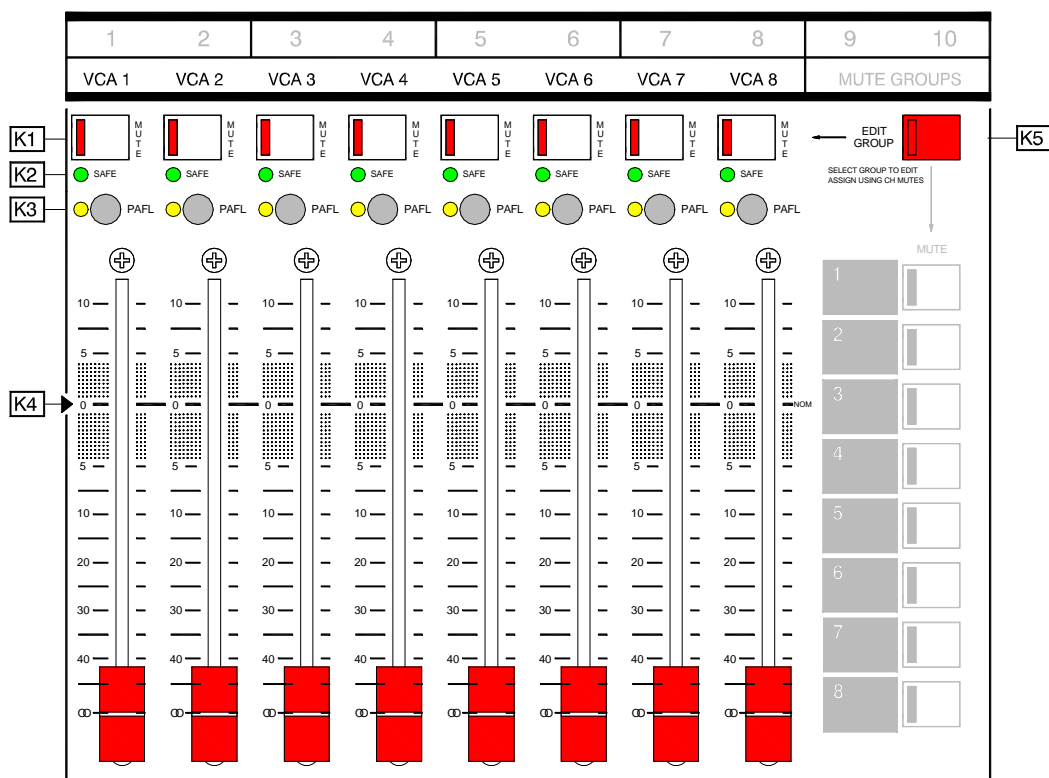 1 2 3 4 5 6 7 8 9 10
VCA 1 VCA 2 VCA 3 VCA 4 VCA 5 VCA 6 VCA 7 VCA 8 MUTE GROUPS
K1 MUTE MUTE MUTE MUTE MUTE MUTE MUTE MUTE EDIT GROUP K5
K2 SAFE SAFE SAFE SAFE SAFE SAFE SAFE SAFE SELECT GROUP TO EDIT
ASSIGN USING CH MUTES
K3 PAFL PAFL PAFL PAFL PAFL PAFL PAFL PAFL
MUTE
1
10 10 10 10 10 10 10 10
2
5 5 5 5 5 5 5 5
3
K4 0 0 0 0 0 0 0 0 NOM
4
5 5 5 5 5 5 5 5
5
10 10 10 10 10 10 10 10
20 20 20 20 20 20 20 20
6
30 30 30 30 30 30 30 30
7
40 40 40 40 40 40 40 40
8
∞ ∞ ∞ ∞ ∞ ∞ ∞ ∞